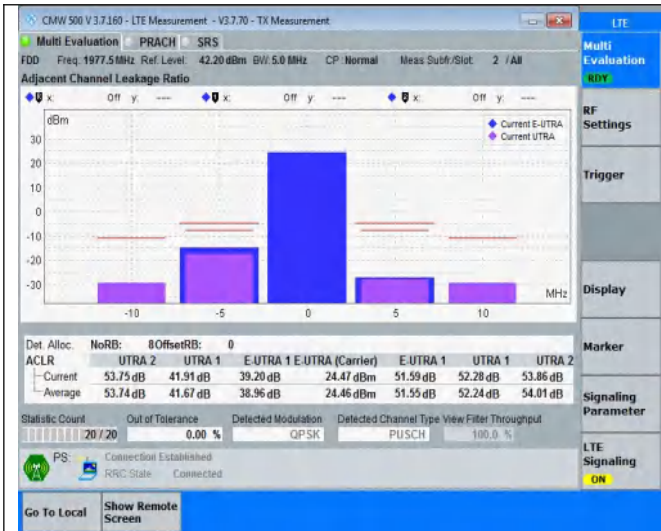 CMW 500 V 3.7.160 - LTE Measurement - V3.7.70 - TX Measurement
LTE
Multi Evaluation PRACH SRS
Multi Evaluation
RDY
FDD Freq: 1977.5 MHz Ref. Level: 42.20 dBm BW: 5.0 MHz CP :Normal Meas Subfr./Slot: 2 / All
Adjacent Channel Leakage Ratio
x: Off y: --- x: Off y: --- x: Off y: ---
dBm
Current E-UTRA
Current UTRA
30
20
10
0
-10
-20
-30
MHz
-10 -5 0 5 10
RF Settings
Trigger
Display
Marker
Signaling Parameter
LTE Signaling
ON
Det. Alloc. NoRB: 8 OffsetRB: 0
ACLR UTRA 2 UTRA 1 E-UTRA 1 E-UTRA (Carrier) E-UTRA 1 UTRA 1 UTRA 2
Current 53.75 dB 41.91 dB 39.20 dB 24.47 dBm 51.59 dB 52.28 dB 53.86 dB
Average 53.74 dB 41.67 dB 38.96 dB 24.46 dBm 51.55 dB 52.24 dB 54.01 dB
Statistic Count Out of Tolerance Detected Modulation Detected Channel Type View Filter Throughput
20 / 20 0.00 % QPSK PUSCH 100.0 %
PS: Connection Established
RRC State Connected
Go To Local Show Remote Screen